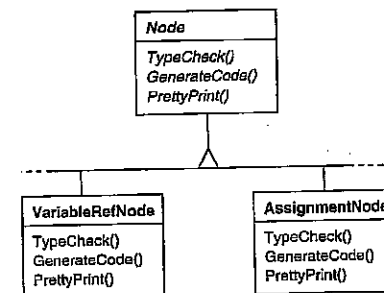 Node
TypeCheck()
GenerateCode()
PrettyPrint()
VariableRefNode
TypeCheck()
GenerateCode()
PrettyPrint()
AssignmentNode
TypeCheck()
GenerateCode()
PrettyPrint()